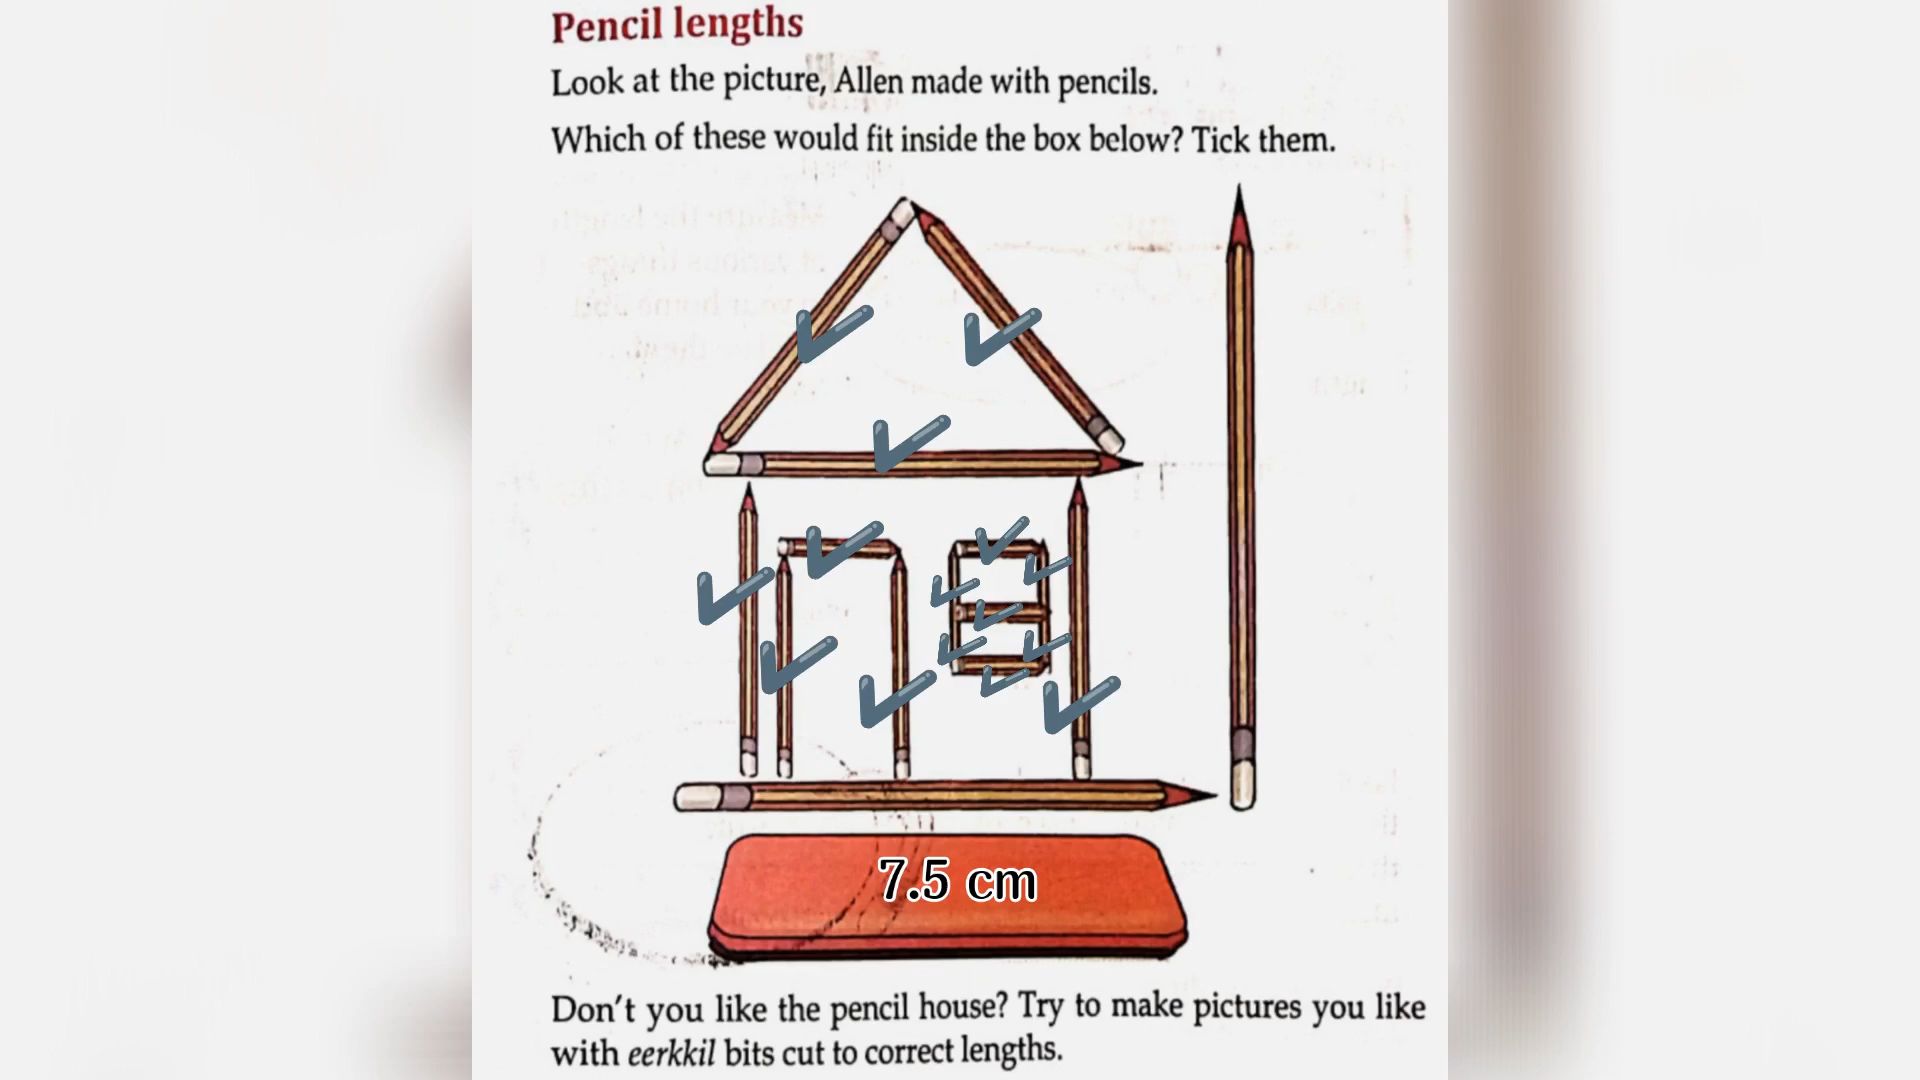 Pencil lengths
Look at the picture, Allen made with pencils.
Which of these would fit inside the box below? Tick them.
7.5 cm
Don't you like the pencil house? Try to make pictures you like
with eerkkil bits cut to correct lengths.